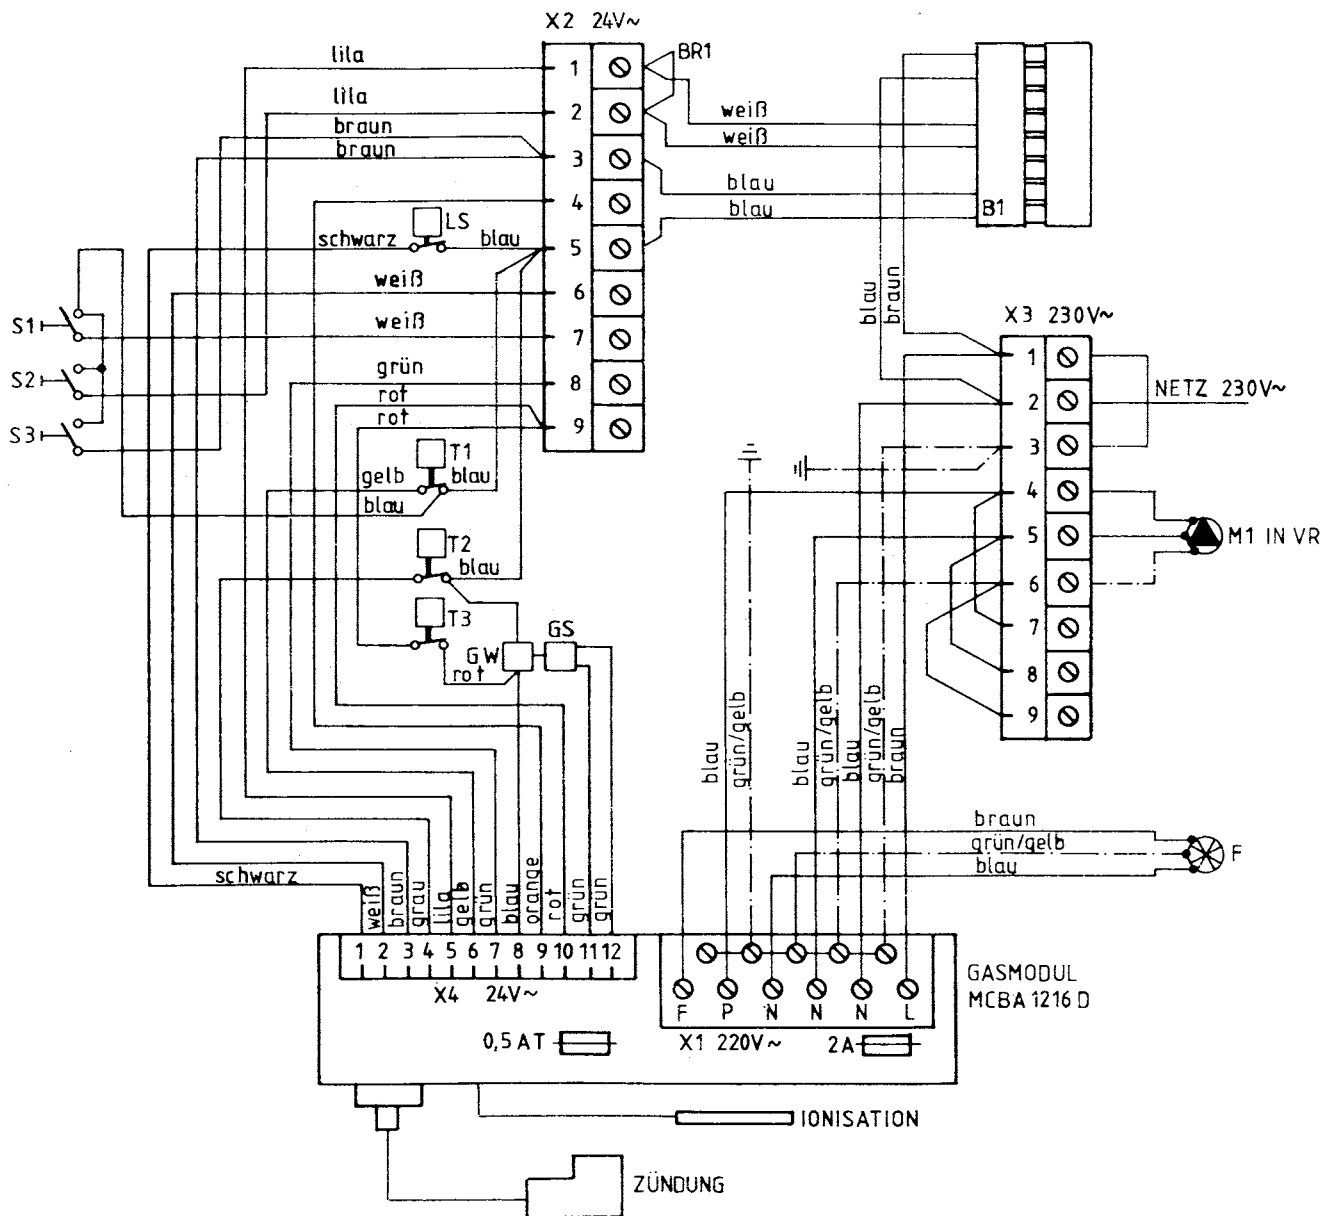 X2 24V~
BR1
lila
lila
braun
braun
1
2
3
4
5
6
7
8
9
weiß
weiß
blau
blau
B1
LS
schwarz
blau
weiß
weiß
grün
rot
rot
S1
S2
S3
T1
gelb
blau
blau
T2
blau
T3
GW
GS
rot
blau
braun
X3 230V~
1
2
3
4
5
6
7
8
9
NETZ 230V~
M1 IN VR
blau
grün/gelb
blau
grün/gelb
blau
grün/gelb
braun
braun
grün/gelb
blau
F
schwarz
weiß
braun
grau
lila
gelb
grün
blau
orange
rot
grün
grün
1 2 3 4 5 6 7 8 9 10 11 12
X4 24V~
F P N N N L
X1 220V~
GASMODUL
MCBA 1216 D
0,5 AT
2A
IONISATION
ZÜNDUNG